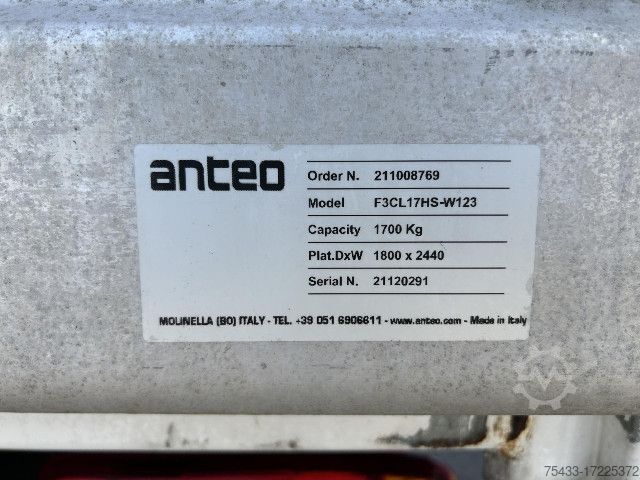 anteo
Order N. 211008769
Model F3CL17HS-W123
Capacity 1700 Kg
Plat.DxW 1800 x 2440
Serial N. 21120291
MOLINELLA (BO) ITALY - TEL. +39 051 6906611 - www.anteo.com - Made in Italy
75433-17225372